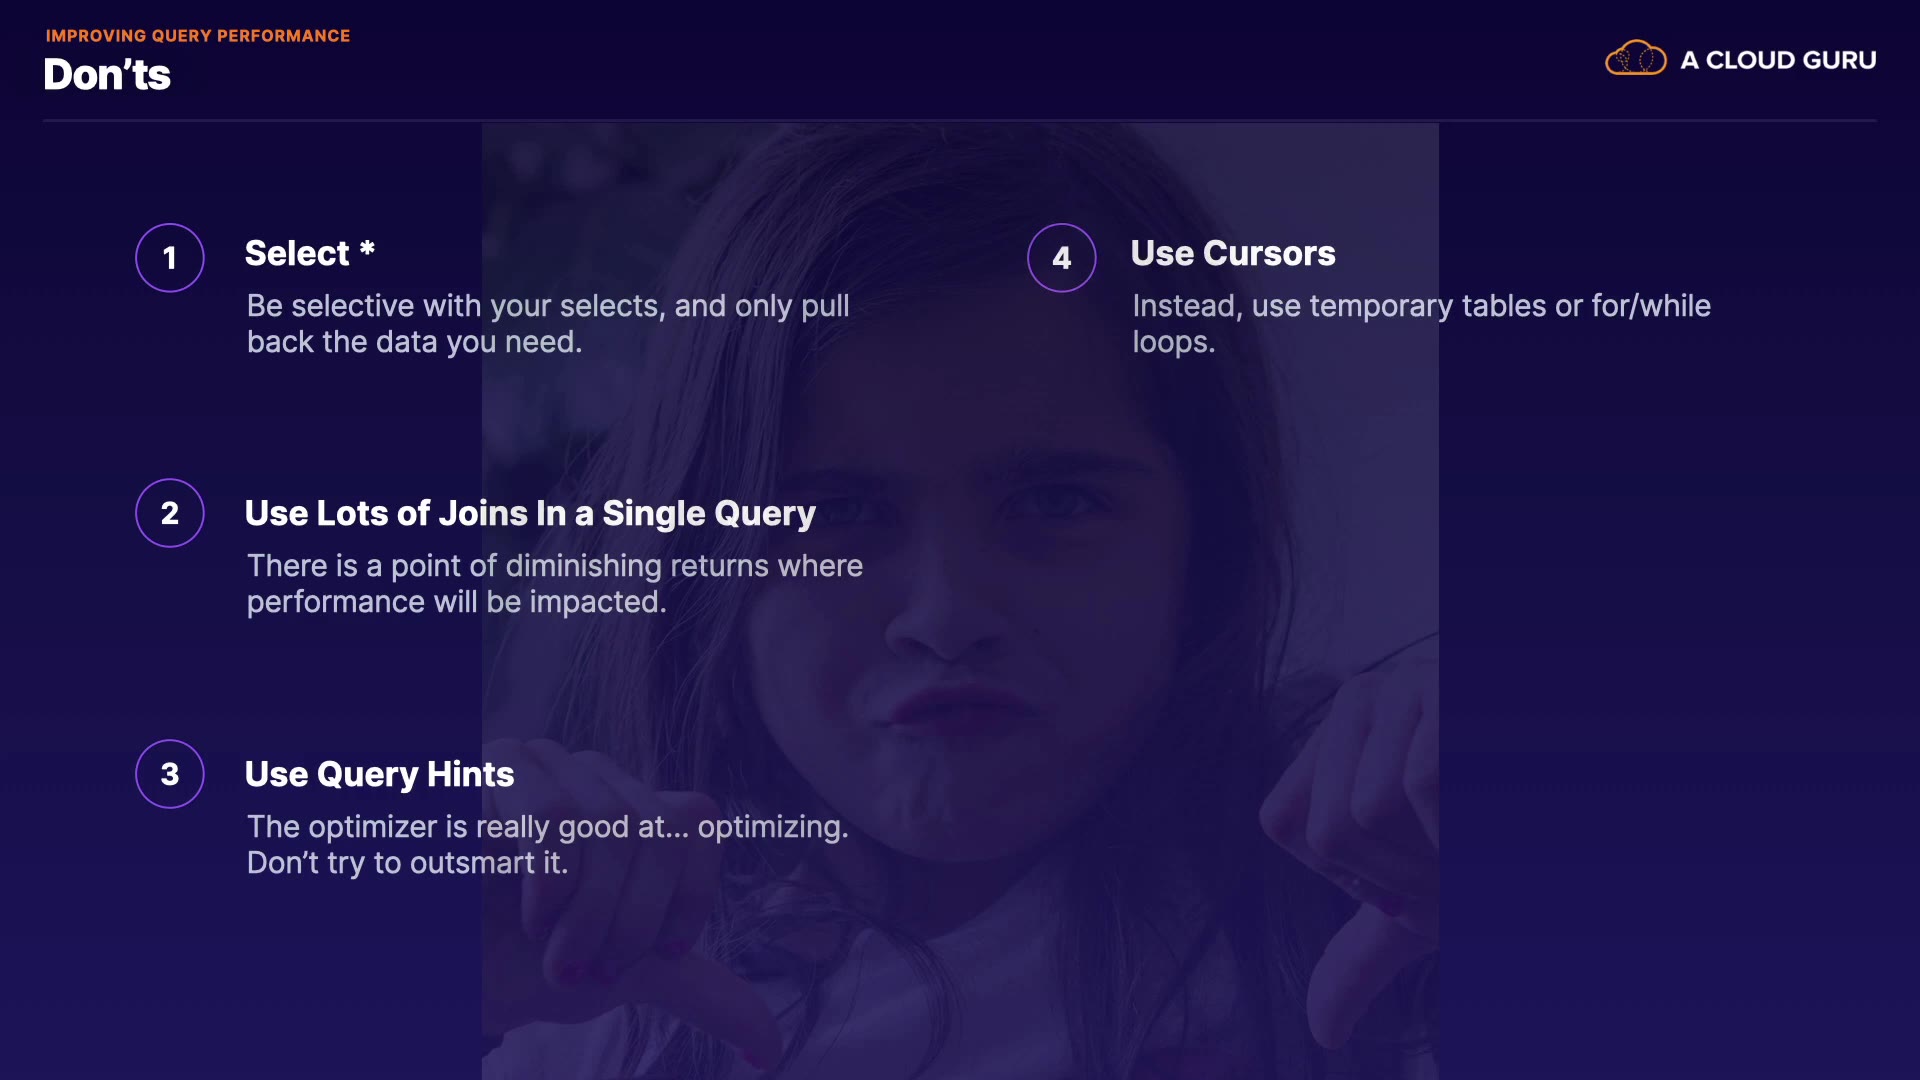 IMPROVING QUERY PERFORMANCE
Don’ts
A CLOUD GURU
1
Select *
Be selective with your selects, and only pull
back the data you need.
2
Use Lots of Joins In a Single Query
There is a point of diminishing returns where
performance will be impacted.
3
Use Query Hints
The optimizer is really good at... optimizing.
Don’t try to outsmart it.
4
Use Cursors
Instead, use temporary tables or for/while
loops.